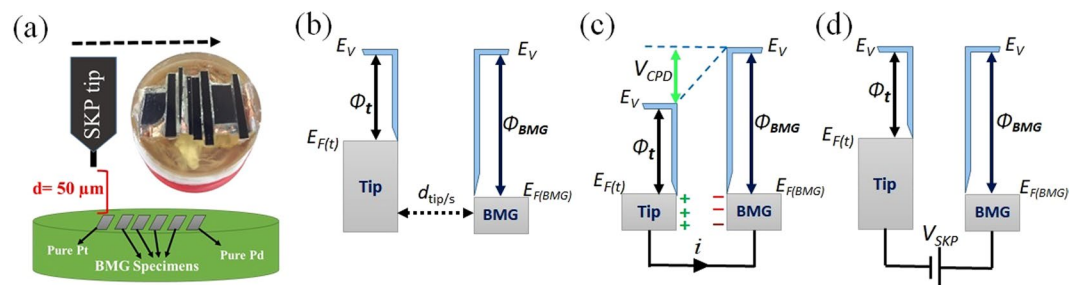 (a)
SKP tip
d= 50 µm
Pure Pt
BMG Specimens
Pure Pd
(b)
E_V
E_V
Φ_t
Φ_BMG
E_F(t)
E_F(BMG)
Tip
d_tip/s
BMG
(c)
E_V
V_CPD
E_V
Φ_t
Φ_BMG
E_F(t)
E_F(BMG)
Tip
+
+
+
−
−
−
BMG
i
(d)
E_V
E_V
Φ_t
Φ_BMG
E_F(t)
E_F(BMG)
Tip
BMG
V_SKP